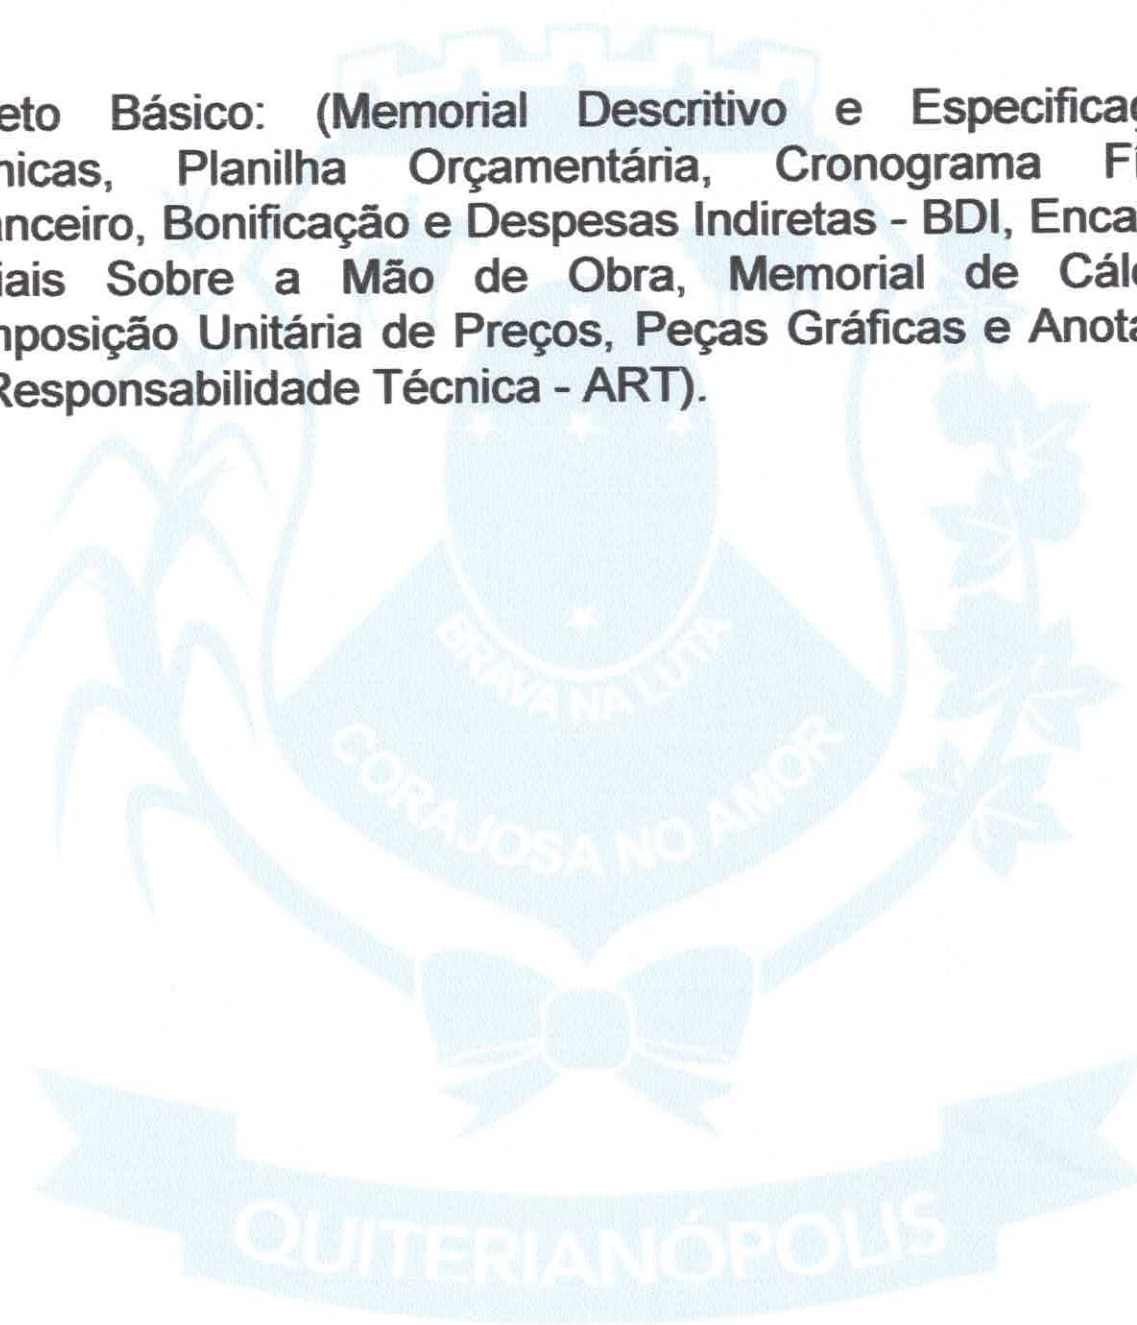 eto Básico: (Memorial Descritivo e Especificaç
nicas, Planilha Orçamentária, Cronograma Fí
anceiro, Bonificação e Despesas Indiretas - BDI, Enca
iais Sobre a Mão de Obra, Memorial de Cálc
mposição Unitária de Preços, Peças Gráficas e Anota
Responsabilidade Técnica - ART).
BRAVA NA LUTA
CORAJOSA NO AMOR
QUITERIANÓPOLIS